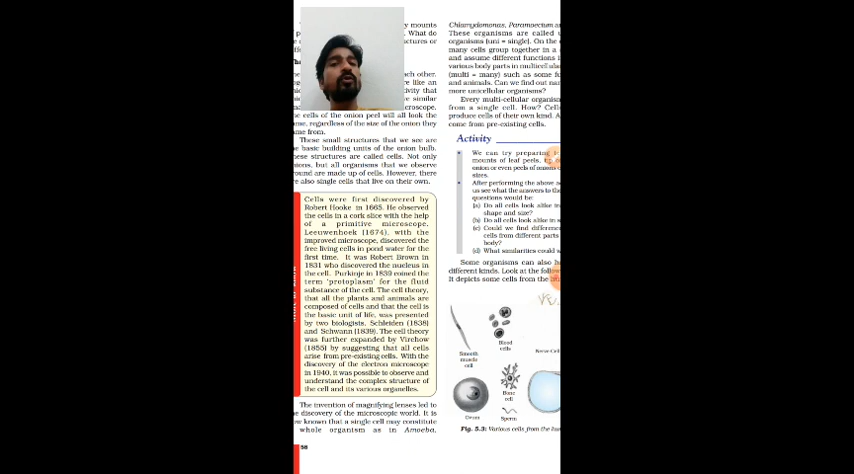 y mounts
. What do
uctures or
ach other.
re like an
tivity that
ve similar
eroscope.
he cells of the onion peel will all look the
ame, regardless of the size of the onion they
ame from.
These small structures that we see are
e basic building units of the onion bulb.
hese structures are called cells. Not only
nions, but all organisms that we observe
round are made up of cells. However, there
re also single cells that live on their own.
Cells were first discovered by
Robert Hooke in 1665. He observed
the cells in a cork slice with the help
of a primitive microscope.
Leeuwenhoek (1674), with the
improved microscope, discovered the
free living cells in pond water for the
first time. It was Robert Brown in
1831 who discovered the nucleus in
the cell. Purkinje in 1839 coined the
term 'protoplasm' for the fluid
substance of the cell. The cell theory,
that all the plants and animals are
composed of cells and that the cell is
the basic unit of life, was presented
by two biologists, Schleiden (1838)
and Schwann (1839). The cell theory
was further expanded by Virchow
(1855) by suggesting that all cells
arise from pre-existing cells. With the
discovery of the electron microscope
in 1940, it was possible to observe and
understand the complex structure of
the cell and its various organelles.
The invention of magnifying lenses led to
e discovery of the microscopic world. It is
ow known that a single cell may constitute
whole organism as in Amoeba,
58
Chlamydomonas, Paramoecium a
These organisms are called u
organisms (uni = single). On the
many cells group together in a
and assume different functions i
various body parts in multicellula
(multi = many) such as some fu
and animals. Can we find out na
more unicellular organisms?
Every multi-cellular organism
from a single cell. How? Cells
produce cells of their own kind. A
come from pre-existing cells.
Activity
• We can try preparing
mounts of leaf peels, tip o
onion or even peels of onions
sizes.
• After performing the above a
us see what the answers to the
questions would be:
(a) Do all cells look alike in
shape and size?
(b) Do all cells look alike in s
(c) Could we find differenc
cells from different parts
body?
(d) What similarities could w
Some organisms can also ha
different kinds. Look at the follow
It depicts some cells from the
Smooth
muscle
cell
Blood
cells
Nerve Cell
Bone
cell
Ovum
Sperm
Fig. 5.3: Various cells from the hum